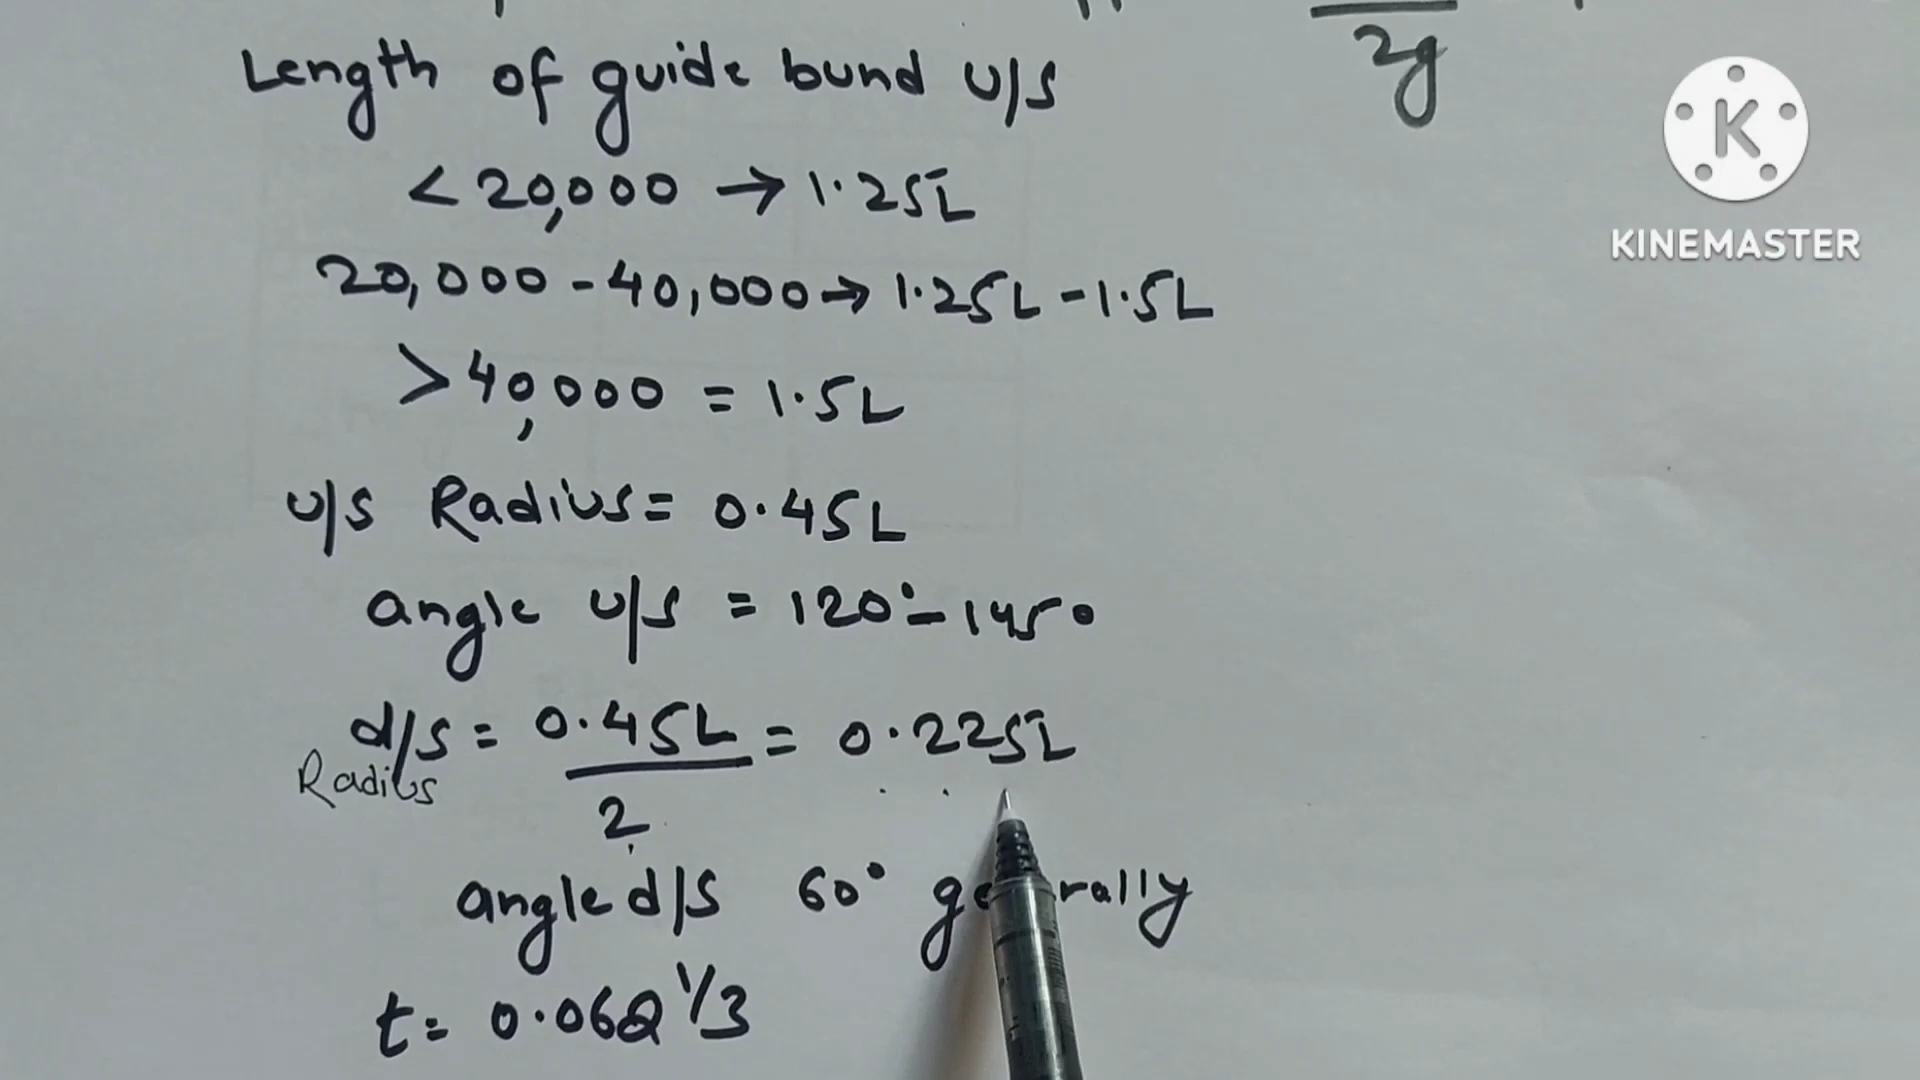 2g
Length of guide bund u/s
< 20,000 → 1.25L
20,000 - 40,000 → 1.25L - 1.5L
> 40,000 = 1.5L
u/s Radius = 0.45L
angle u/s = 120° - 145°
d/s = 0.45L / 2 = 0.225L
Radius
angle d/s 60°
t = 0.06Q^1/3
K
KINEMASTER